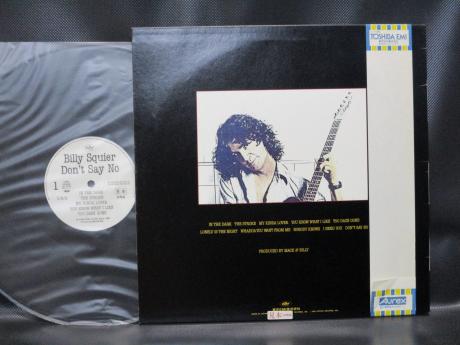 TOSHIBA EMI
Billy Squier
Don't Say No
1
IN THE DARK
THE STROKE
MY KINDA LOVER
YOU KNOW WHAT I LIKE
TOO DAZE GONE
IN THE DARK THE STROKE MY KINDA LOVER YOU KNOW WHAT I LIKE TOO DAZE GONE
LONELY IS THE NIGHT WHADDA YOU WANT FROM ME NOBODY KNOWS I NEED YOU DON'T SAY NO
PRODUCED BY MACK & BILLY
Aurex